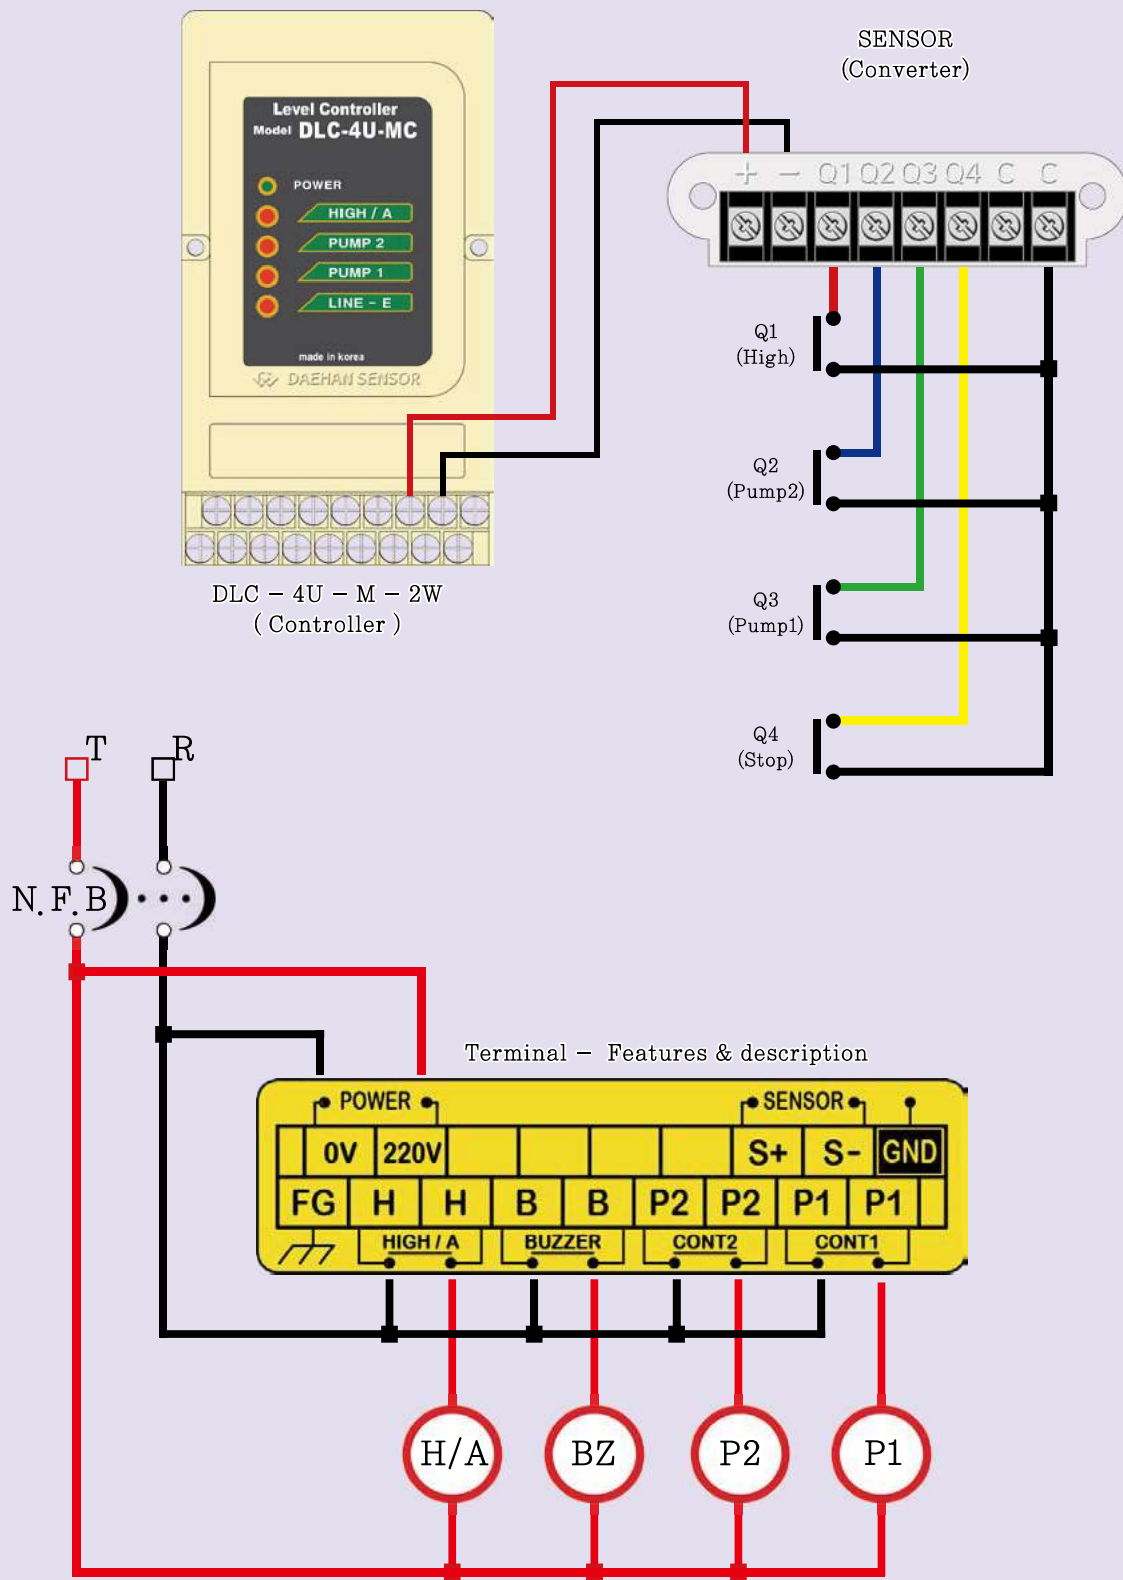 SENSOR
(Converter)
Level Controller
Model DLC-4U-MC
POWER
HIGH / A
PUMP 2
PUMP 1
LINE - E
made in korea
DAEHAN SENSOR
+ - Q1 Q2 Q3 Q4 C C
Q1
(High)
Q2
(Pump2)
Q3
(Pump1)
Q4
(Stop)
DLC - 4U - M - 2W
( Controller )
T R
N.F.B
Terminal - Features & description
POWER SENSOR
0V 220V S+ S- GND
FG H H B B P2 P2 P1 P1
HIGH / A BUZZER CONT2 CONT1
H/A BZ P2 P1